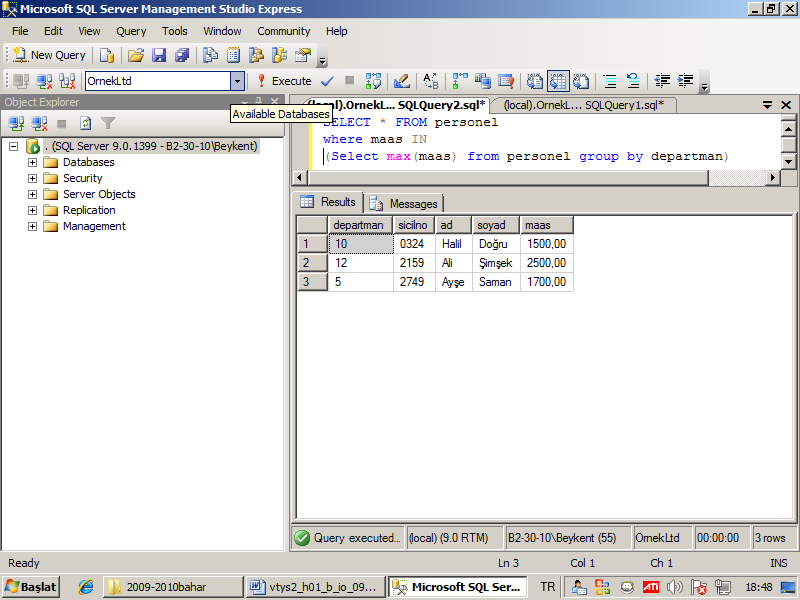 Microsoft SQL Server Management Studio Express
File Edit View Query Tools Window Community Help
New Query
OrnekLtd Execute
Object Explorer
Available Databases
(local).OrnekL... SQLQuery2.sql* (local).OrnekL... SQLQuery1.sql*
. (SQL Server 9.0.1399 - B2-30-10\Beykent)
Databases
Security
Server Objects
Replication
Management
SELECT * FROM personel
where maas IN
(Select max(maas) from personel group by departman)
Results Messages
departman sicilno ad soyad maas
1 10 0324 Halil Doğru 1500,00
2 12 2159 Ali Şimşek 2500,00
3 5 2749 Ayşe Saman 1700,00
Query executed... (local) (9.0 RTM) B2-30-10\Beykent (55) OrnekLtd 00:00:00 3 rows
Ready Ln 3 Col 1 Ch 1 INS
Başlat 2009-2010bahar vtys2_h01_b_io_09... Microsoft SQL Ser... TR ATI 18:48